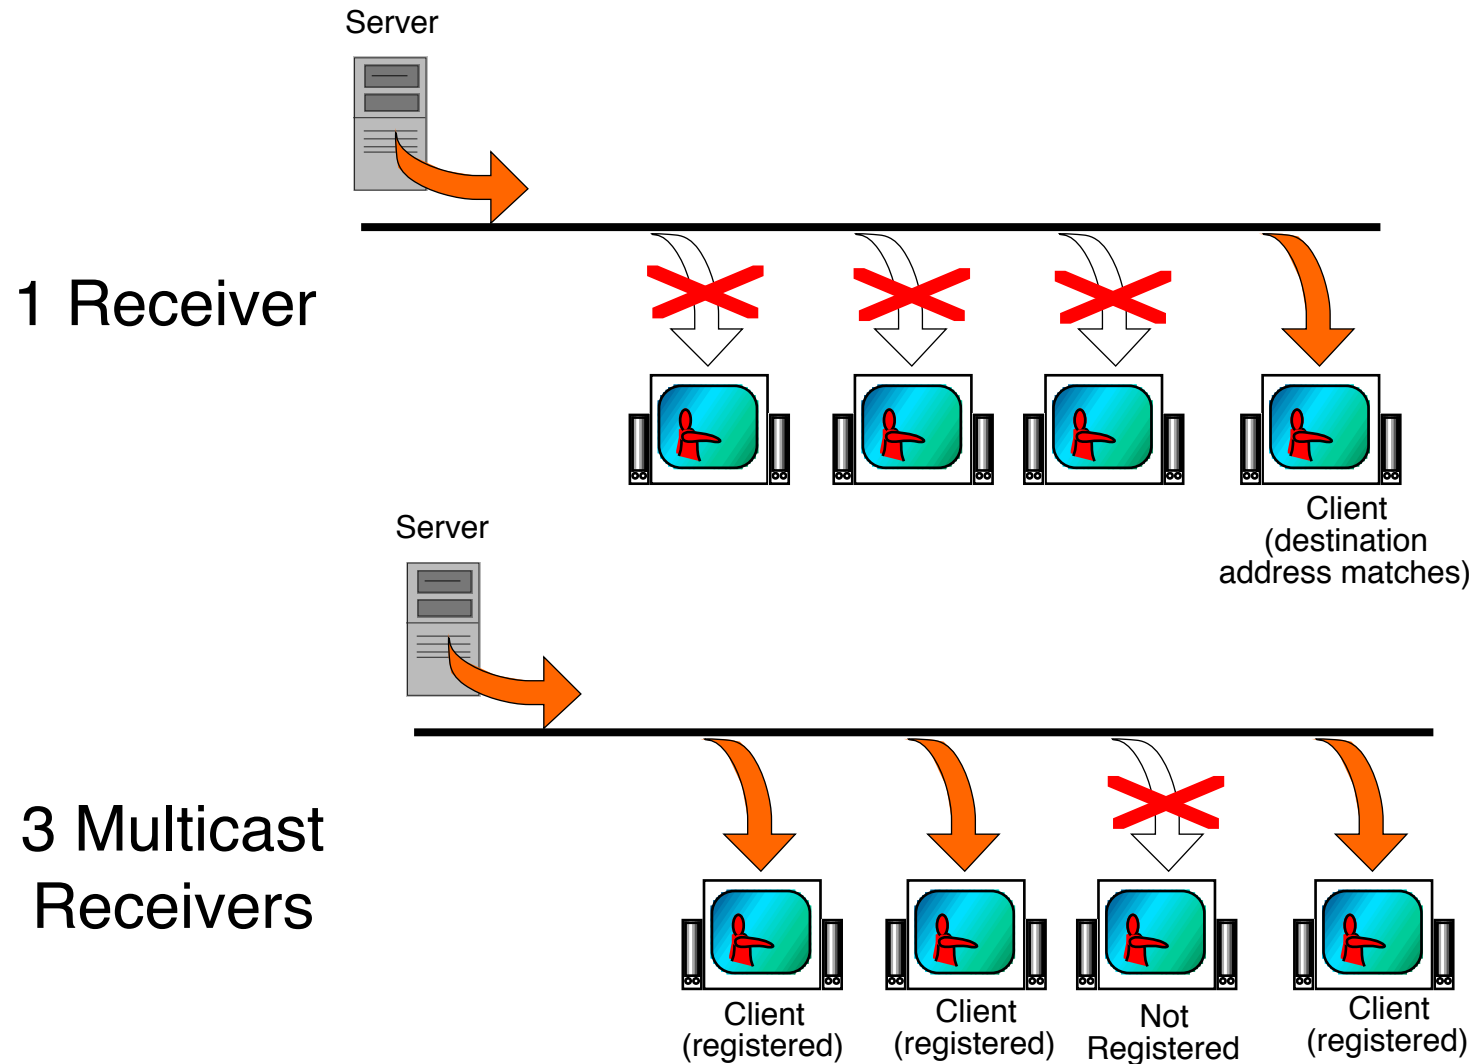 Server
1 Receiver
Client
(destination
address matches)
Server
3 Multicast
Receivers
Client
(registered)
Client
(registered)
Not
Registered
Client
(registered)